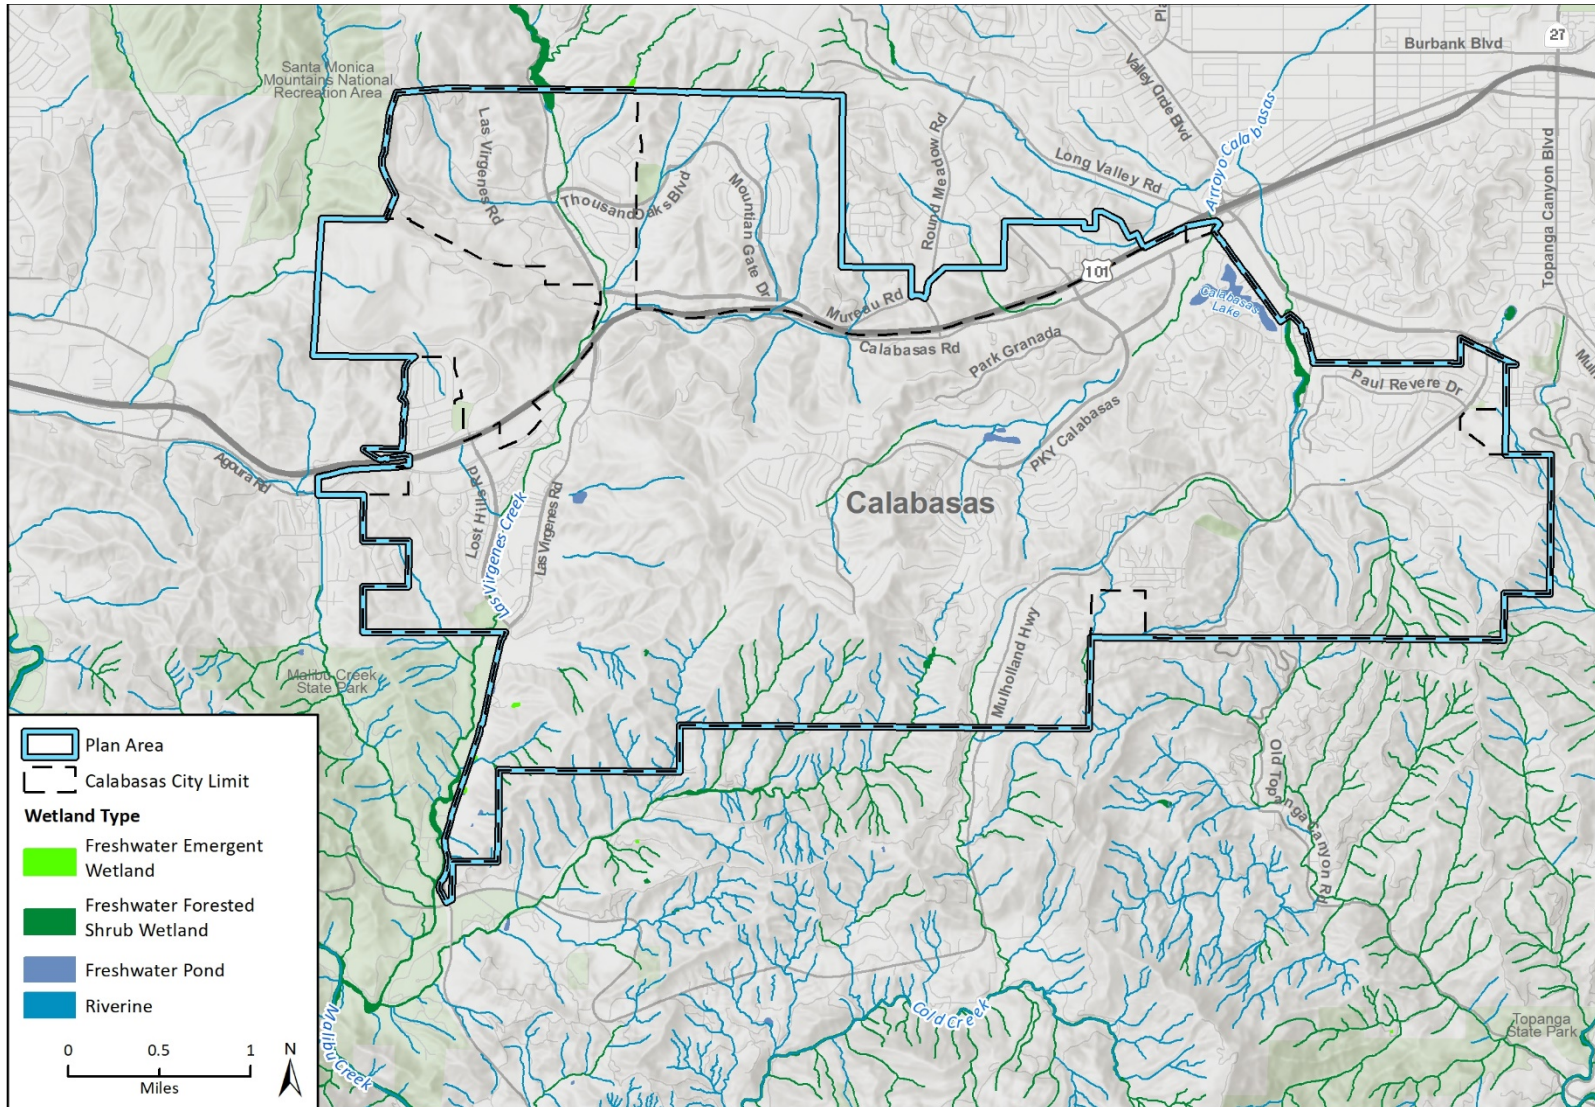 27
Burbank Blvd
Santa Monica
Mountains National
Recreation Area
Valley Circle Blvd
Arroyo Calabasas
Las Virgenes Rd
Round Meadow Rd
Long Valley Rd
Topanga Canyon Blvd
Thousand Oaks Blvd
Mountian Gate Dr
101
Calabasas
Lake
Mureau Rd
Calabasas Rd
Park Granada
Paul Revere Dr
PKY Calabasas
Agoura Rd
Lost Hills Rd
Las Virgenes Creek
Las Virgenes Rd
Calabasas
Mulholland Hwy
Malibu Creek
State Park
Old Topanga Canyon Rd
Plan Area
Calabasas City Limit
Wetland Type
Freshwater Emergent
Wetland
Freshwater Forested
Shrub Wetland
Freshwater Pond
Riverine
0 0.5 1
Miles
N
Malibu Creek
Cold Creek
Topanga
State Park